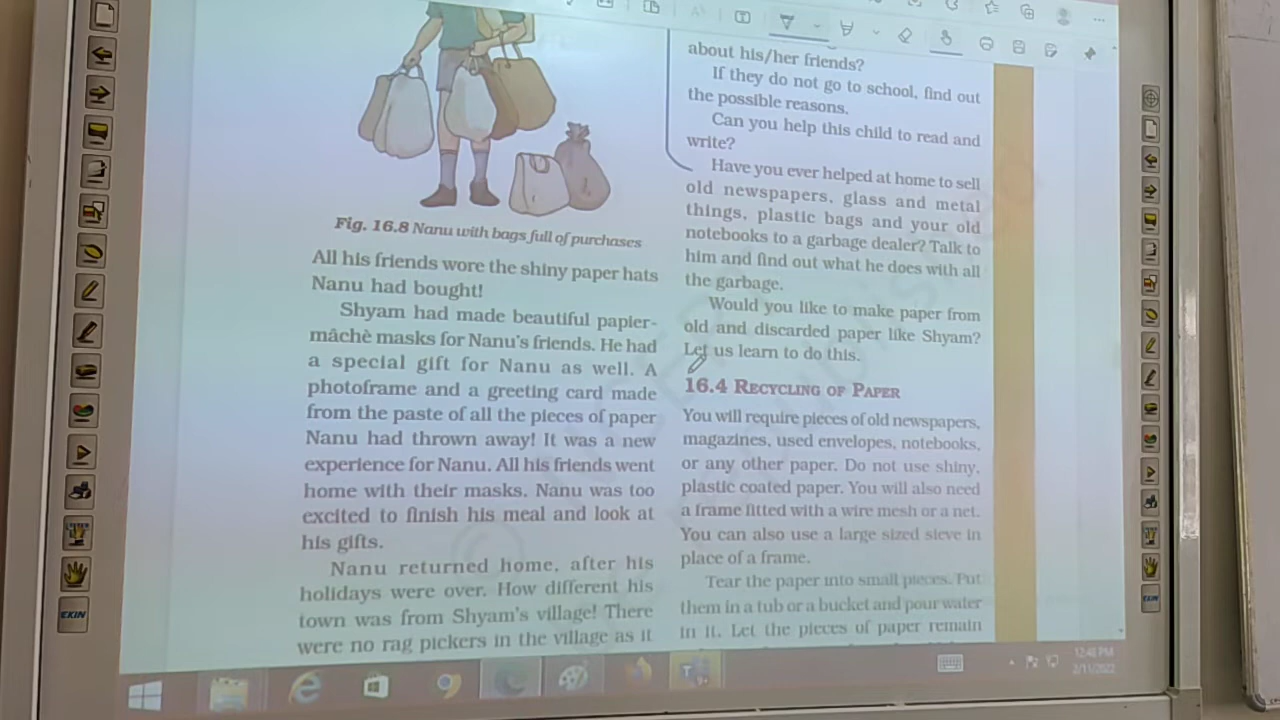 Fig. 16.8 Nanu with bags full of purchases
All his friends wore the shiny paper hats
Nanu had bought!
Shyam had made beautiful papier-
mâchè masks for Nanu's friends. He had
a special gift for Nanu as well. A
photoframe and a greeting card made
from the paste of all the pieces of paper
Nanu had thrown away! It was a new
experience for Nanu. All his friends went
home with their masks. Nanu was too
excited to finish his meal and look at
his gifts.
Nanu returned home, after his
holidays were over. How different his
town was from Shyam's village! There
were no rag pickers in the village as it
about his/her friends?
If they do not go to school, find out
the possible reasons.
Can you help this child to read and
write?
Have you ever helped at home to sell
old newspapers, glass and metal
things, plastic bags and your old
notebooks to a garbage dealer? Talk to
him and find out what he does with all
the garbage.
Would you like to make paper from
old and discarded paper like Shyam?
Let us learn to do this.
16.4 RECYCLING OF PAPER
You will require pieces of old newspapers,
magazines, used envelopes, notebooks,
or any other paper. Do not use shiny,
plastic coated paper. You will also need
a frame fitted with a wire mesh or a net.
You can also use a large sized sieve in
place of a frame.
Tear the paper into small pieces. Put
them in a tub or a bucket and pour water
in it. Let the pieces of paper remain
12:40 PM
2/11/2022